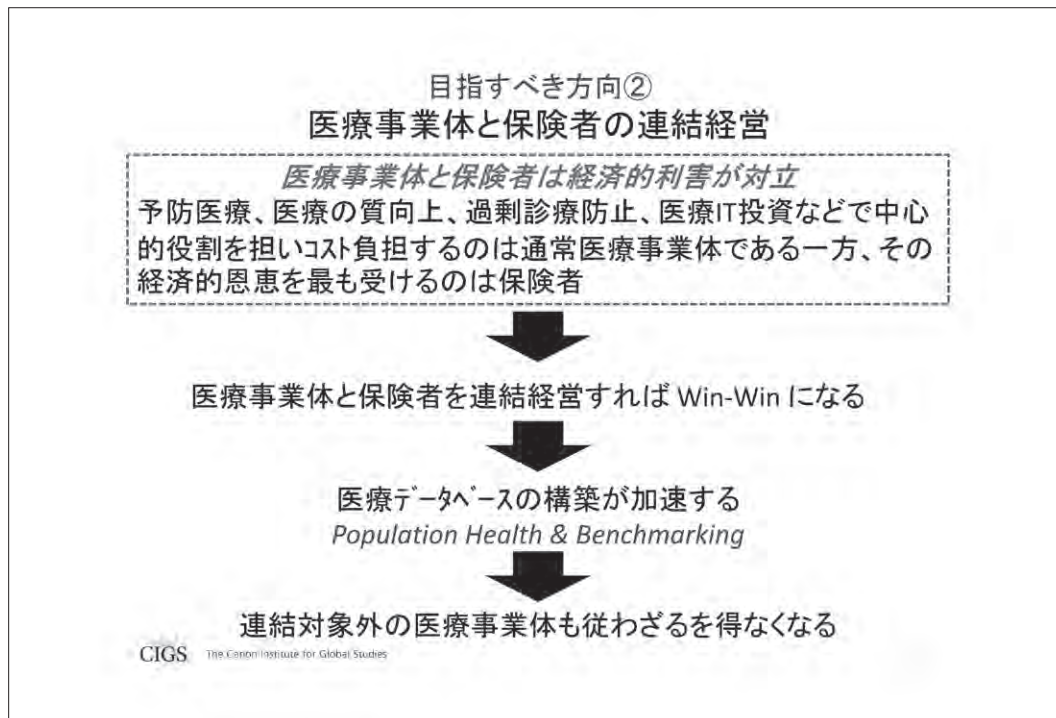 目指すべき方向②
医療事業体と保険者の連結経営
医療事業体と保険者は経済的利害が対立
予防医療、医療の質向上、過剰診療防止、医療IT投資などで中心
的役割を担いｺｽﾄ負担するのは通常医療事業体である一方、その
経済的恩恵を最も受けるのは保険者
医療事業体と保険者を連結経営すれば Win-Win になる
医療ﾃﾞｰﾀﾍﾞｰｽの構築が加速する
Population Health & Benchmarking
連結対象外の医療事業体も従わざるを得なくなる
CIGS The Canon Institute for Global Studies